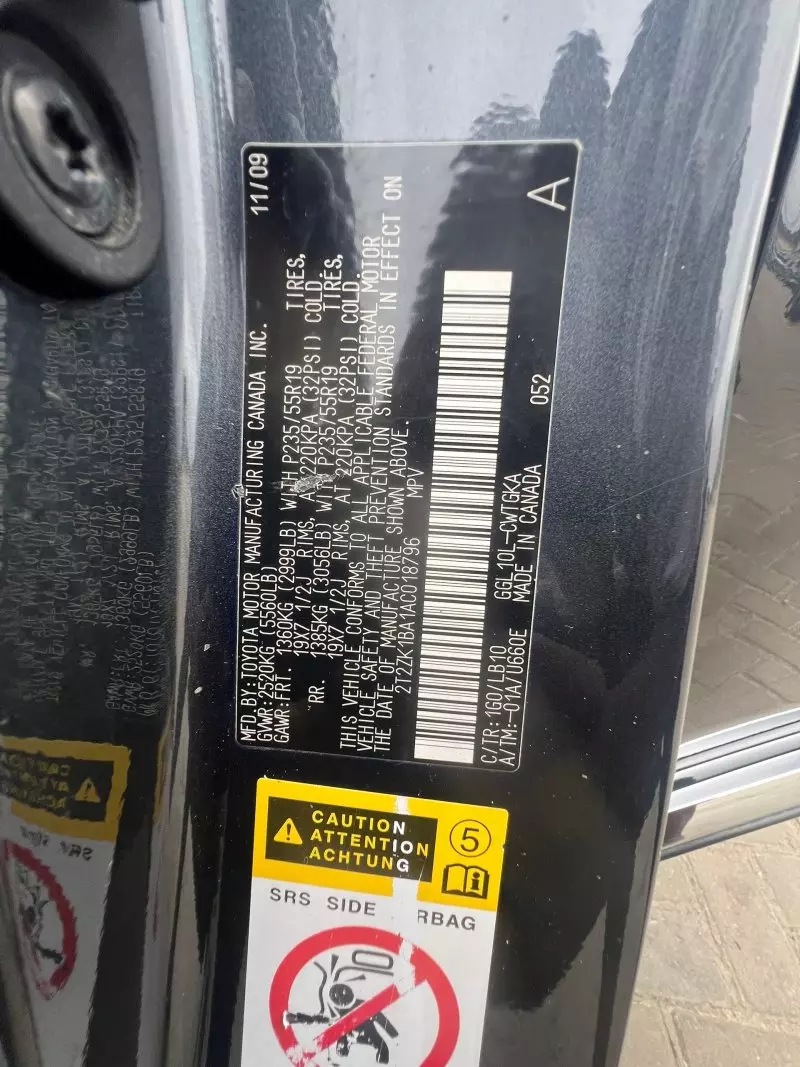 MFD.BY:TOYOTA MOTOR MANUFACTURING CANADA INC. 11/09
GVWR:2520KG (5560LB)
GAWR:FRT. 1360KG (2999LB) WITH P235/55R19 TIRES,
19X7 1/2J RIMS, AT 220KPA (32PSI) COLD.
RR. 1385KG (3056LB) WITH P235/55R19 TIRES,
19X7 1/2J RIMS, AT 220KPA (32PSI) COLD.
THIS VEHICLE CONFORMS TO ALL APPLICABLE FEDERAL MOTOR
VEHICLE SAFETY AND THEFT PREVENTION STANDARDS IN EFFECT ON
THE DATE OF MANUFACTURE SHOWN ABOVE.
2T2ZK1BA1AC018796 MPV
C/TR:1G0/LB10 GGL10L-CWTGKA 052
A/TM:-01A/U660E MADE IN CANADA
A
CAUTION
ATTENTION
ACHTUNG
5
SRS SIDE RBAG